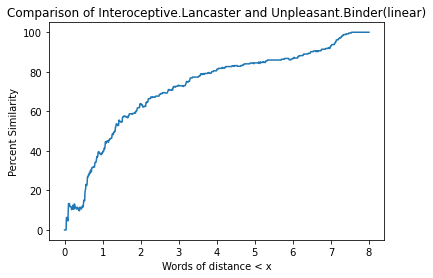 Comparison of Interoceptive.Lancaster and Unpleasant.Binder(linear)
100
80
60
40
20
0
Percent Similarity
0 1 2 3 4 5 6 7 8
Words of distance < x